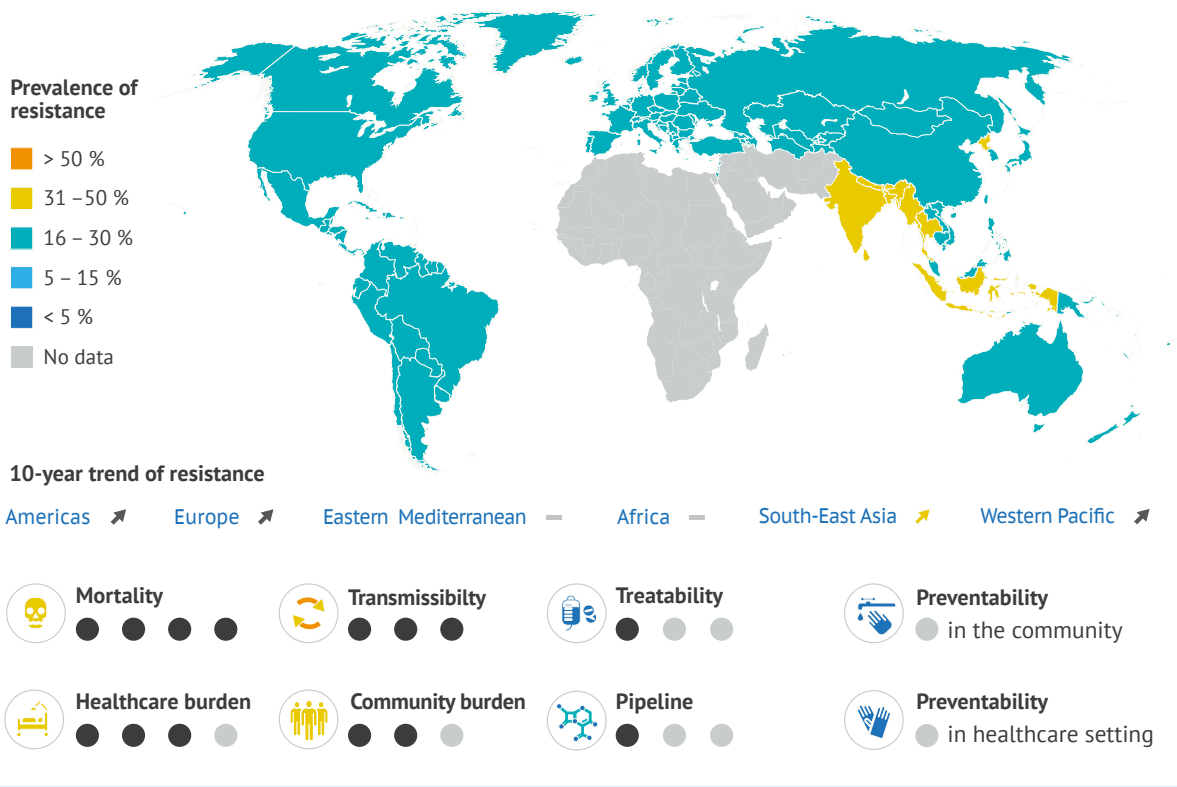 Prevalence of
resistance
> 50 %
31 –50 %
16 – 30 %
5 – 15 %
< 5 %
No data
10-year trend of resistance
Americas
Europe
Eastern Mediterranean
Africa
South-East Asia
Western Pacific
Mortality
Transmissibilty
Treatability
Preventability
in the community
Healthcare burden
Community burden
Pipeline
Preventability
in healthcare setting